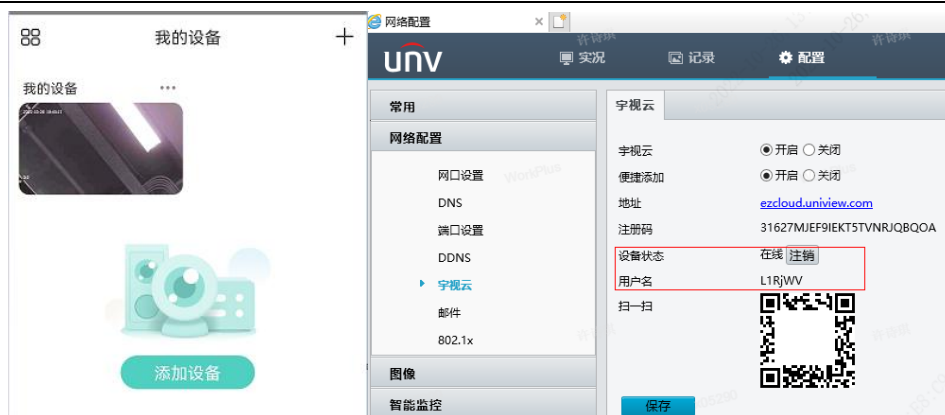 我的设备
我的设备
...
添加设备
网络配置
unv
实况
记录
配置
常用
网络配置
网口设置
DNS
端口设置
DDNS
宇视云
邮件
802.1x
图像
智能监控
宇视云
宇视云 开启 关闭
便捷添加 开启 关闭
地址 ezcloud.uniview.com
注册码 31627MJEF9IEKT5TVNRJQBQOA
设备状态 在线 注销
用户名 L1RjWV
扫一扫
保存
WorkPlus
许诗琪